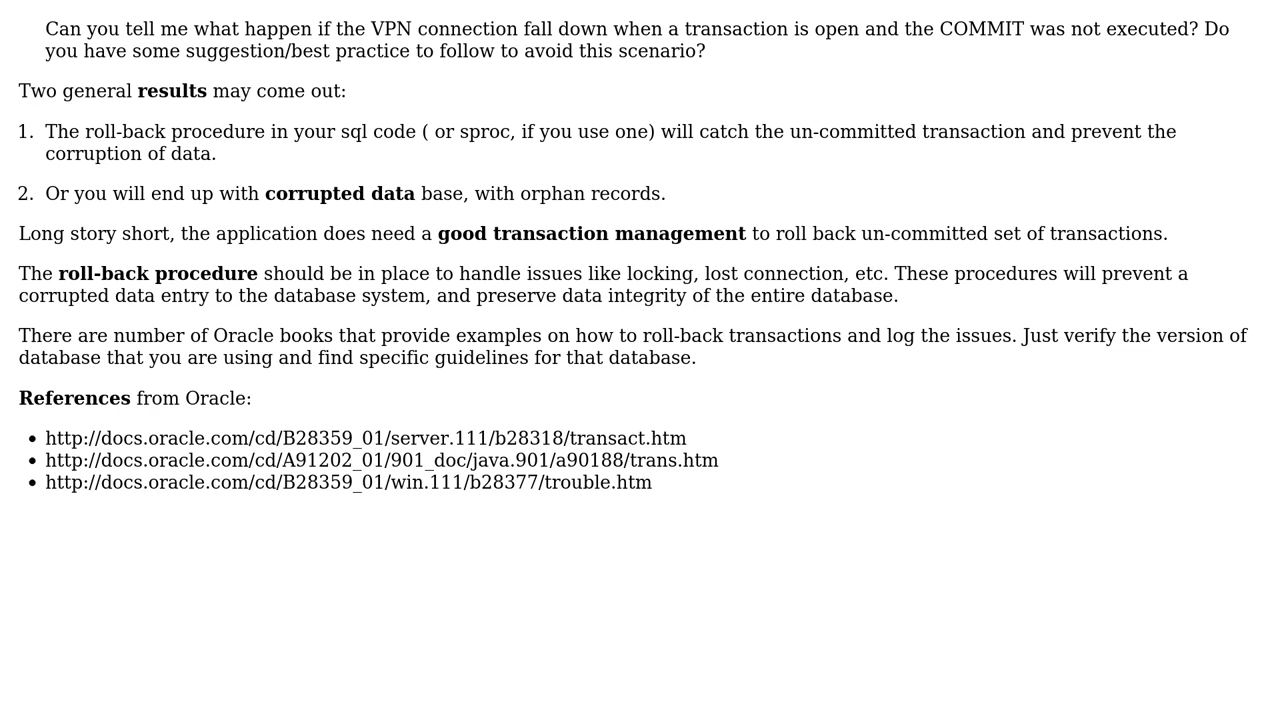 Can you tell me what happen if the VPN connection fall down when a transaction is open and the COMMIT was not executed? Do
you have some suggestion/best practice to follow to avoid this scenario?
Two general results may come out:
1. The roll-back procedure in your sql code ( or sproc, if you use one) will catch the un-committed transaction and prevent the
corruption of data.
2. Or you will end up with corrupted data base, with orphan records.
Long story short, the application does need a good transaction management to roll back un-committed set of transactions.
The roll-back procedure should be in place to handle issues like locking, lost connection, etc. These procedures will prevent a
corrupted data entry to the database system, and preserve data integrity of the entire database.
There are number of Oracle books that provide examples on how to roll-back transactions and log the issues. Just verify the version of
database that you are using and find specific guidelines for that database.
References from Oracle:
• http://docs.oracle.com/cd/B28359_01/server.111/b28318/transact.htm
• http://docs.oracle.com/cd/A91202_01/901_doc/java.901/a90188/trans.htm
• http://docs.oracle.com/cd/B28359_01/win.111/b28377/trouble.htm